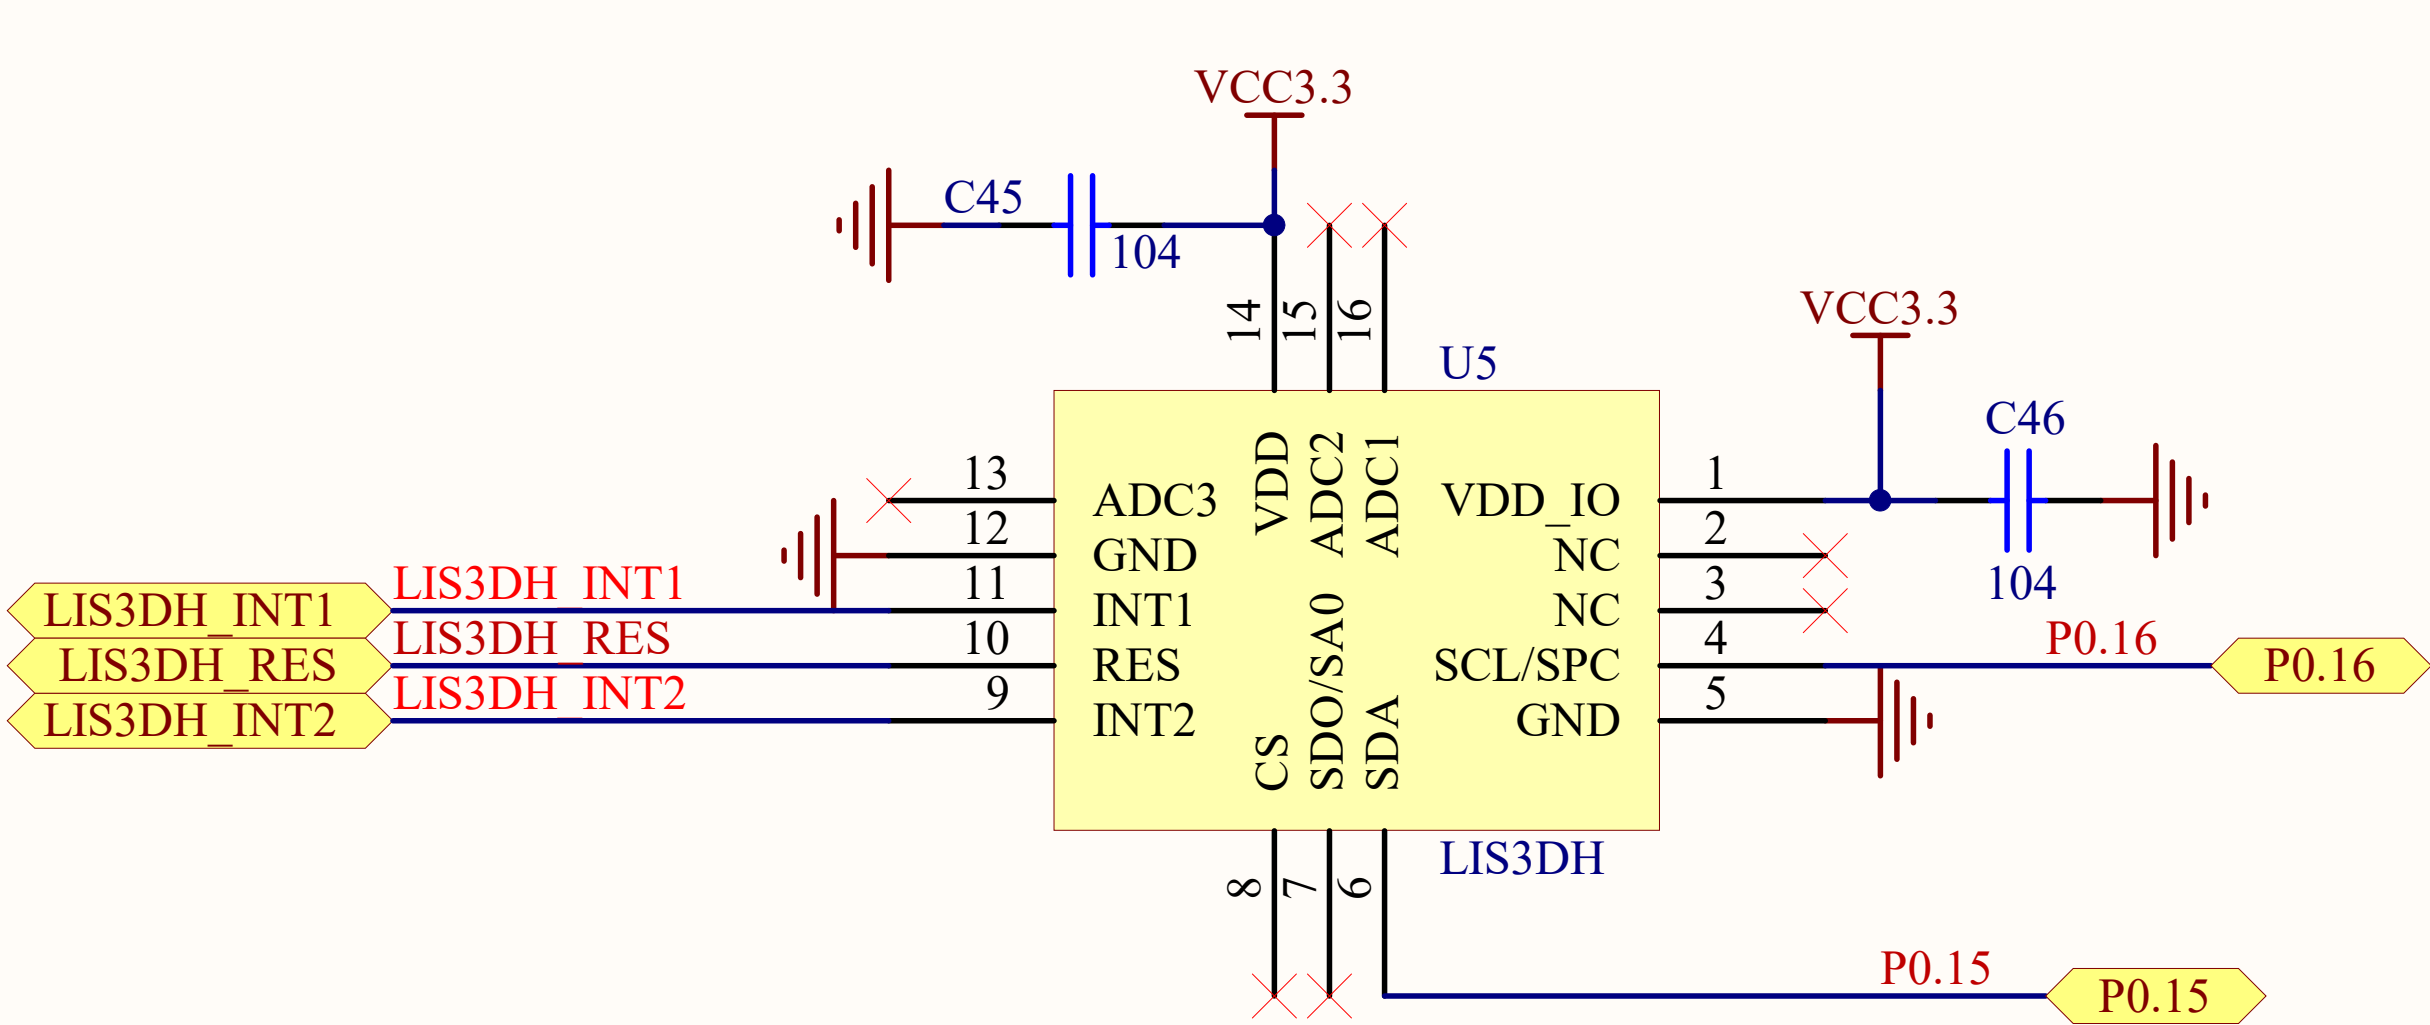 VCC3.3
C45
104
14
15
16
VCC3.3
U5
C46
104
13
12
11
10
9
ADC3
GND
INT1
RES
INT2
VDD
ADC2
ADC1
VDD_IO
NC
NC
SCL/SPC
GND
1
2
3
4
5
CS
SDO/SA0
SDA
LIS3DH_INT1
LIS3DH_INT1
LIS3DH_RES
LIS3DH_RES
LIS3DH_INT2
LIS3DH_INT2
P0.16
P0.16
LIS3DH
8
7
6
P0.15
P0.15